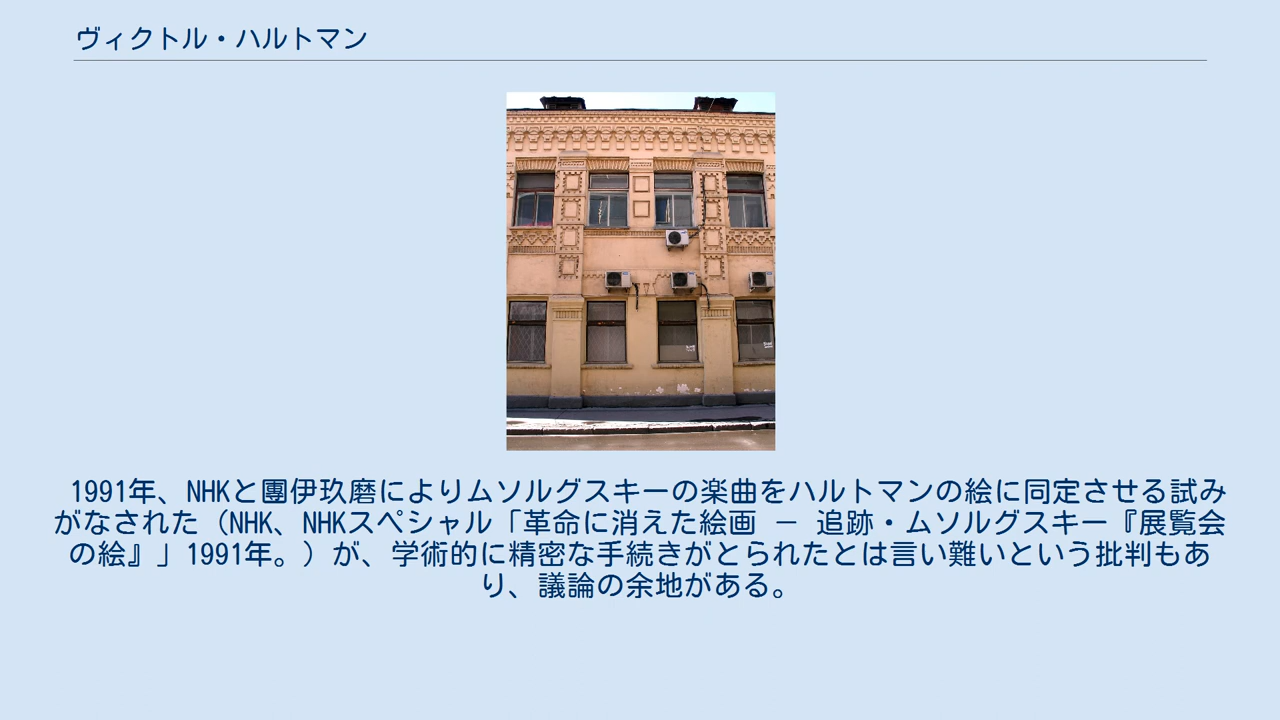 ヴィクトル・ハルトマン
1991年、NHKと團伊玖磨によりムソルグスキーの楽曲をハルトマンの絵に同定させる試み
がなされた（NHK、NHKスペシャル「革命に消えた絵画 － 追跡・ムソルグスキー『展覧会
の絵』」1991年。）が、学術的に精密な手続きがとられたとは言い難いという批判もあ
り、議論の余地がある。